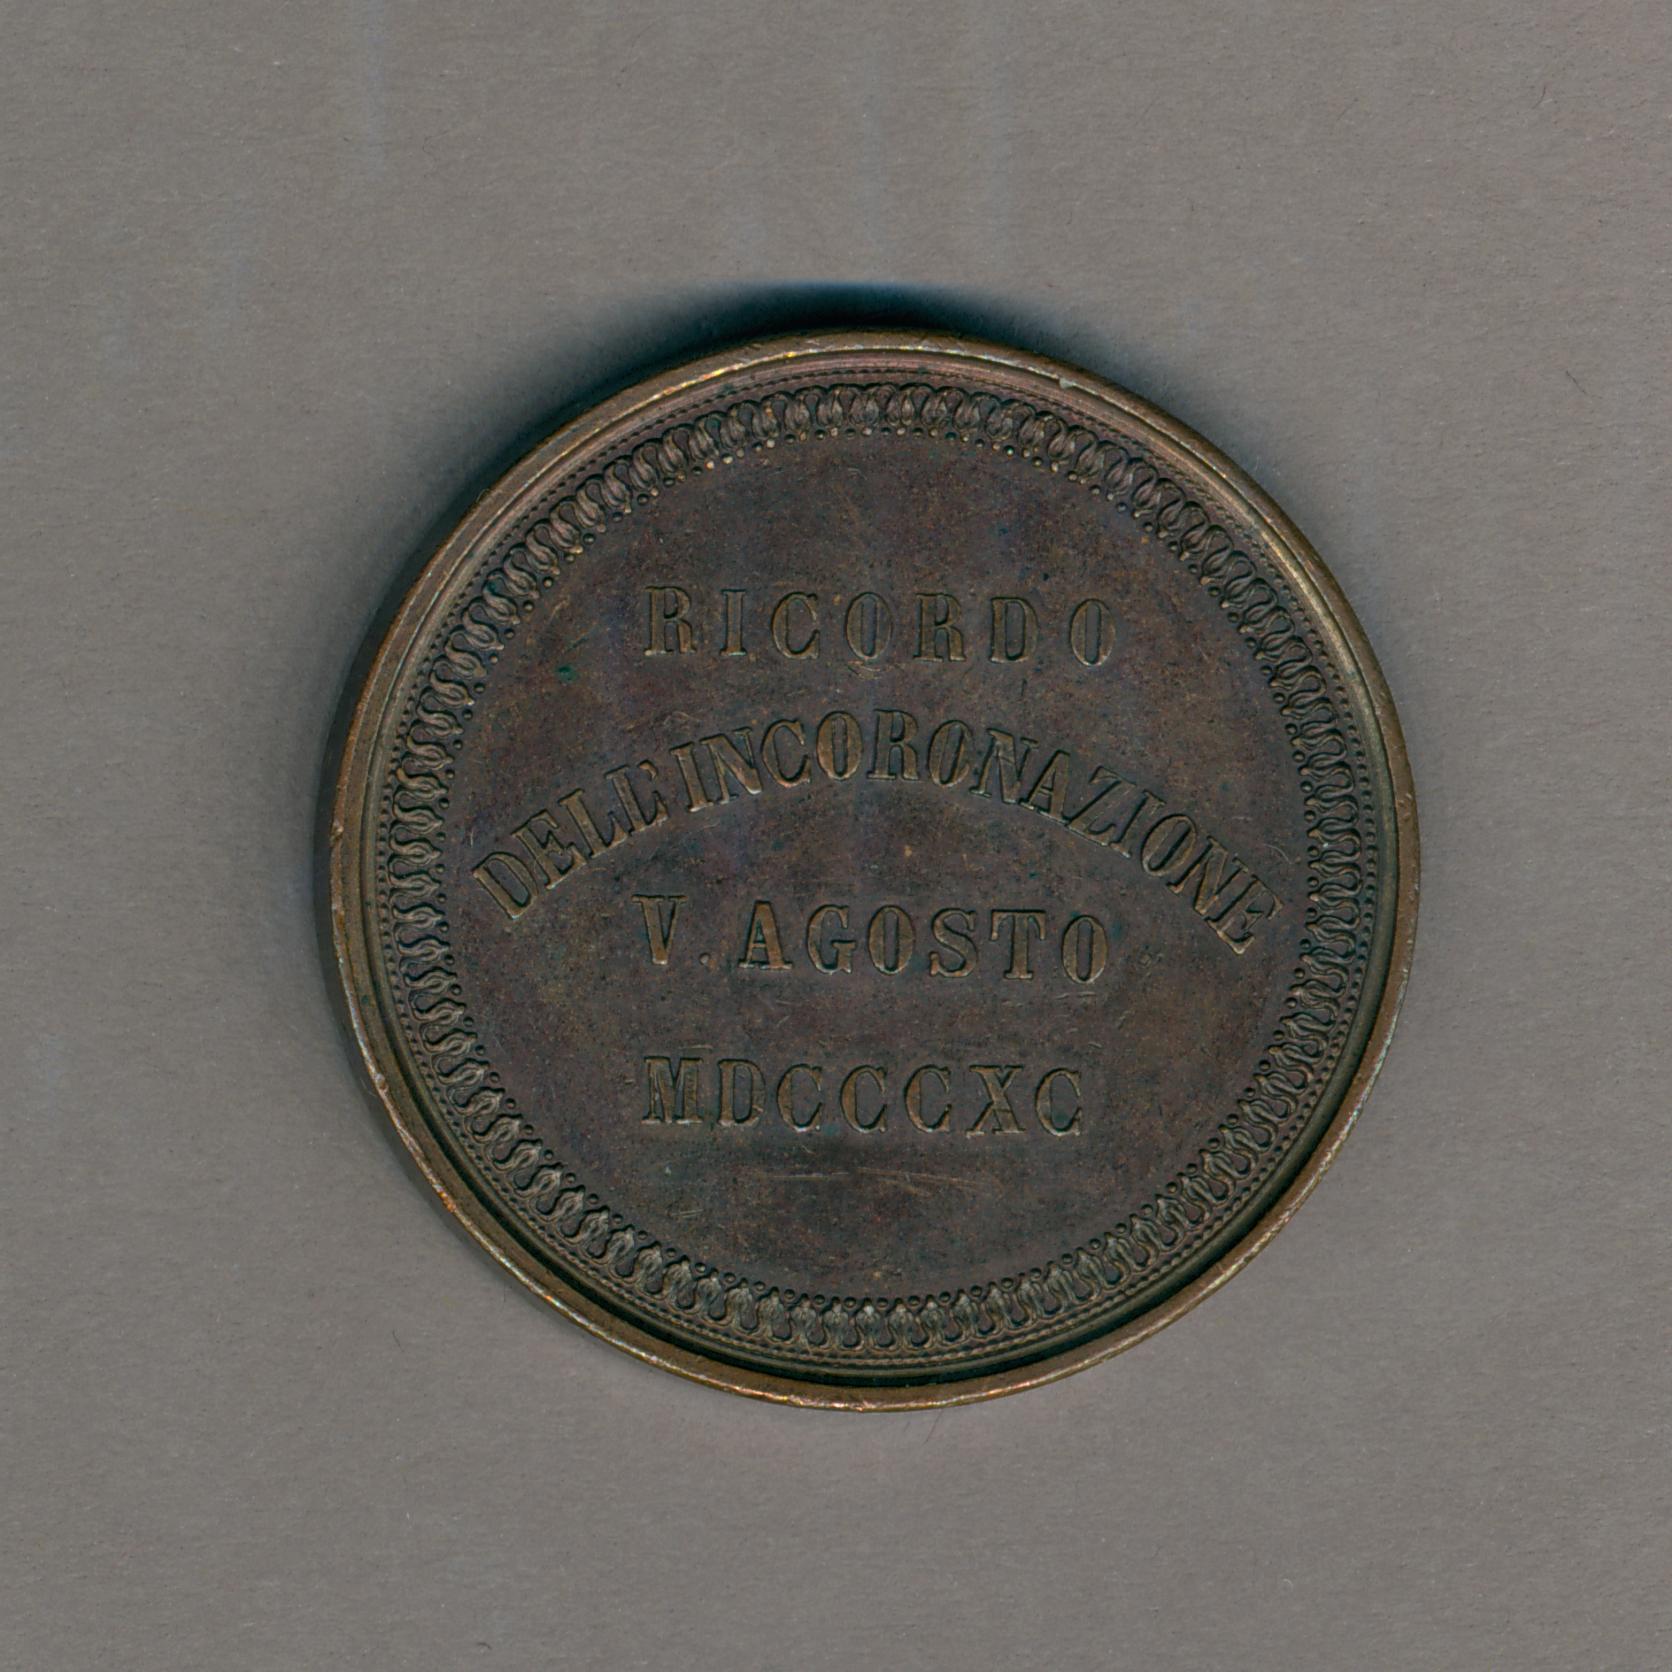 RICORDO
DELL'INCORONAZIONE
V. AGOSTO
MDCCCXC